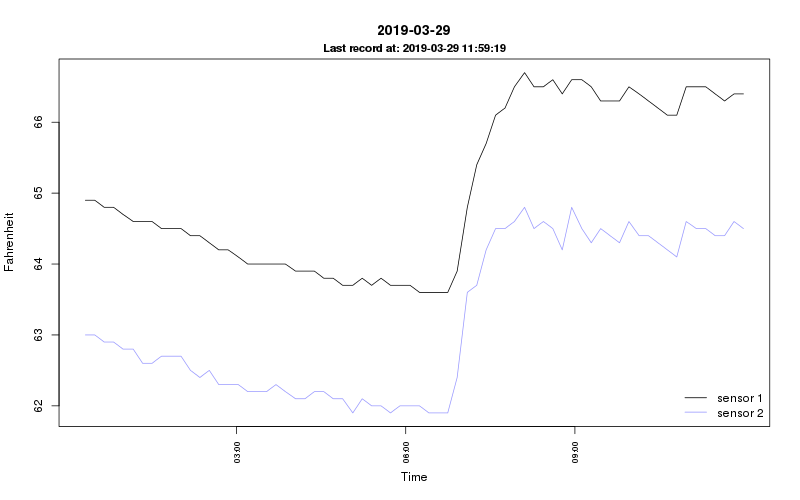 2019-03-29
Last record at: 2019-03-29 11:59:19
66
65
64
63
62
Fahrenheit
sensor 1
sensor 2
03:00
06:00
09:00
Time